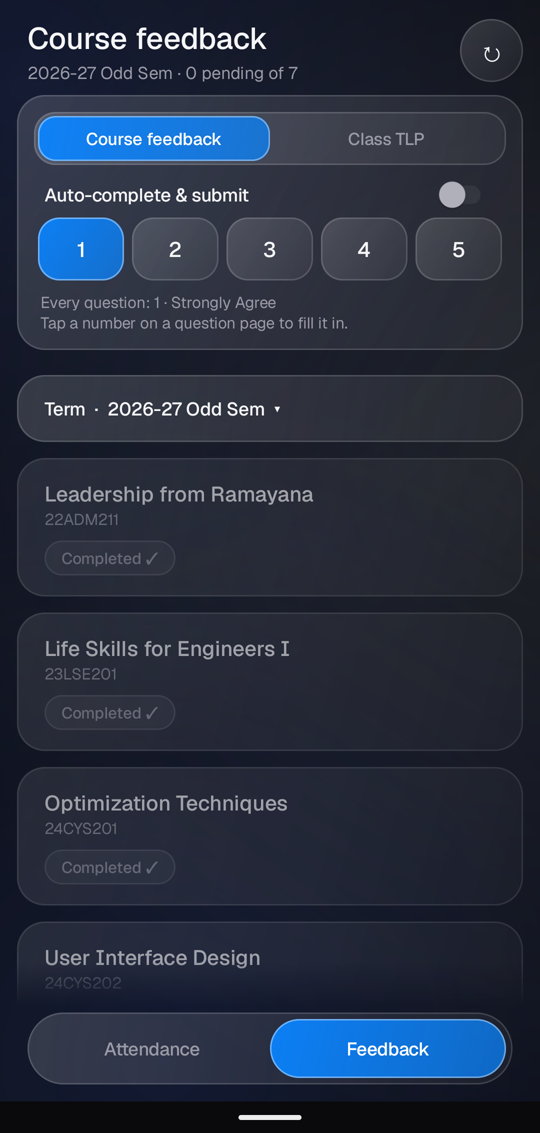 Course feedback
2026-27 Odd Sem · 0 pending of 7
↻
Course feedback
Class TLP
Auto-complete & submit
1 2 3 4 5
Every question: 1 · Strongly Agree
Tap a number on a question page to fill it in.
Term · 2026-27 Odd Sem ▾
Leadership from Ramayana
22ADM211
Completed ✓
Life Skills for Engineers I
23LSE201
Completed ✓
Optimization Techniques
24CYS201
Completed ✓
User Interface Design
24CYS202
Attendance
Feedback